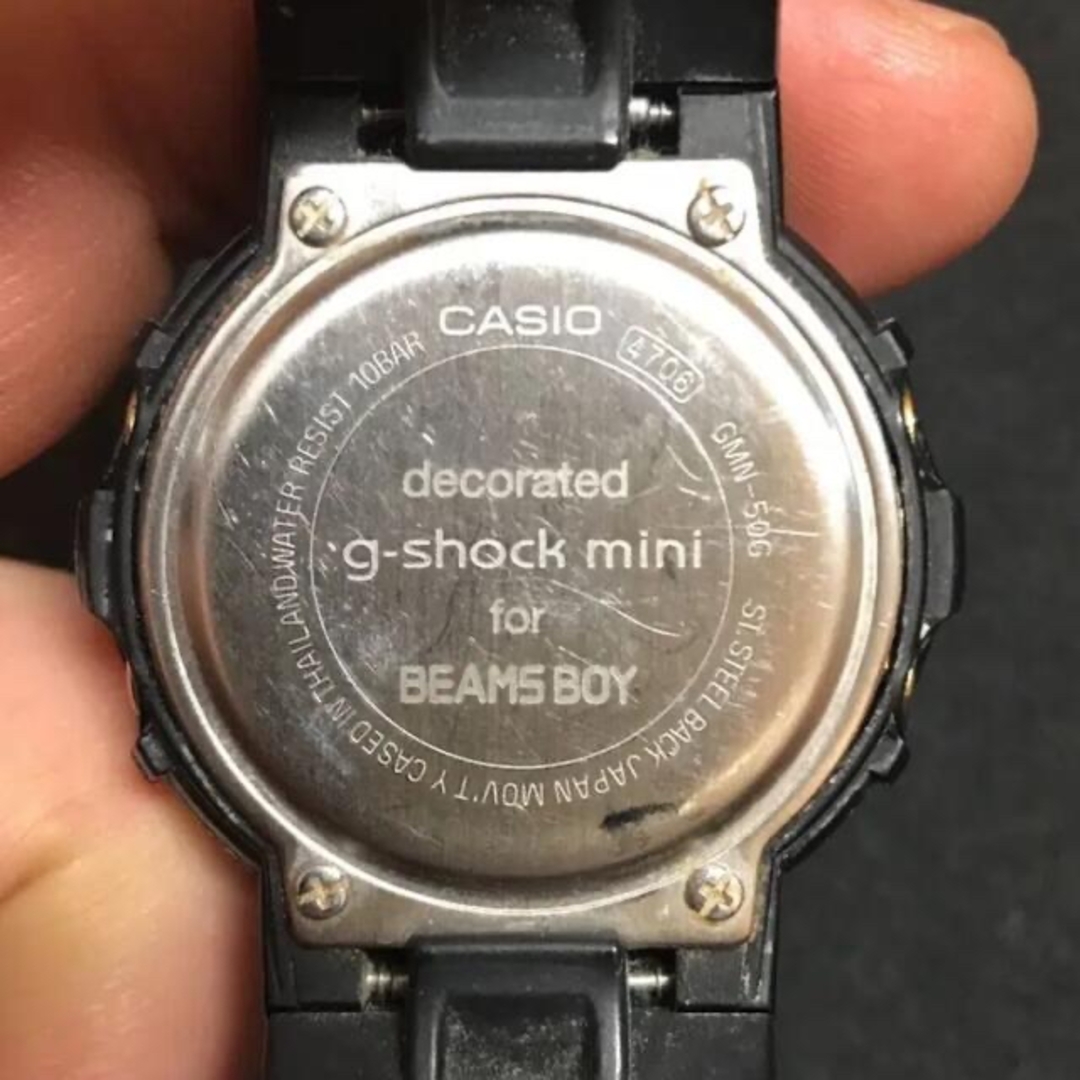 CASIO
4706
GMN-50G ST.STEEL BACK JAPAN MOV'T Y CASED IN THAILAND WATER RESIST 10BAR
decorated
g-shock mini
for
BEAMS BOY